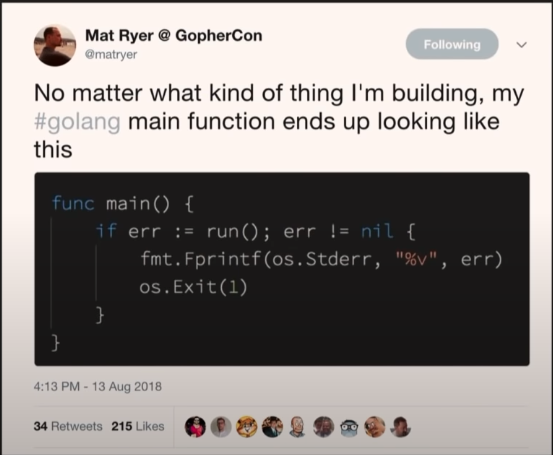 Mat Ryer @ GopherCon
@matryer
Following
No matter what kind of thing I'm building, my
#golang main function ends up looking like
this
func main() {
if err := run(); err != nil {
fmt.Fprintf(os.Stderr, "%v", err)
os.Exit(1)
}
}
4:13 PM - 13 Aug 2018
34 Retweets 215 Likes